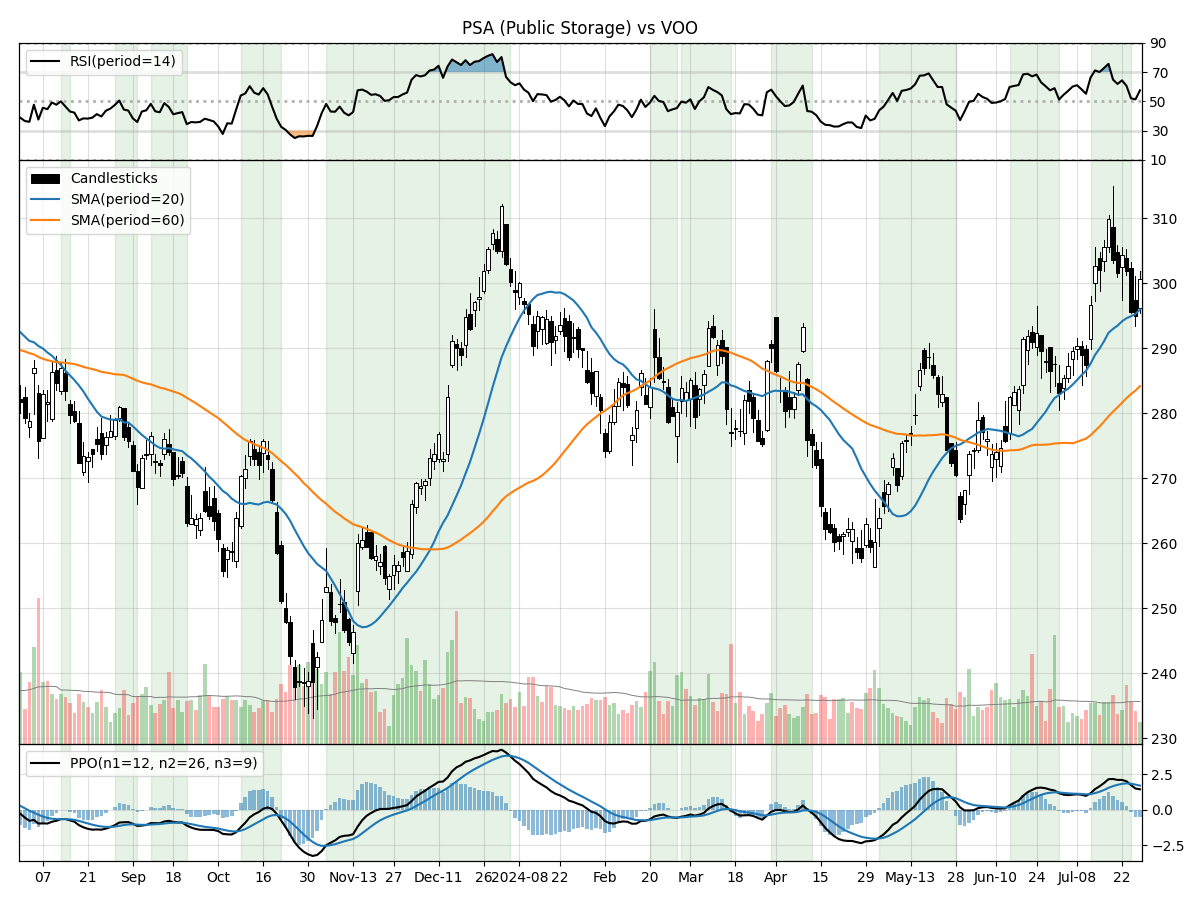 PSA (Public Storage) vs VOO
RSI(period=14)
90
70
50
30
10
Candlesticks
SMA(period=20)
SMA(period=60)
310
300
290
280
270
260
250
240
230
PPO(n1=12, n2=26, n3=9)
2.5
0.0
−2.5
07 21 Sep 18 Oct 16 30 Nov-13 27 Dec-11 26 2024-08 22 Feb 20 Mar 18 Apr 15 29 May-13 28 Jun-10 24 Jul-08 22